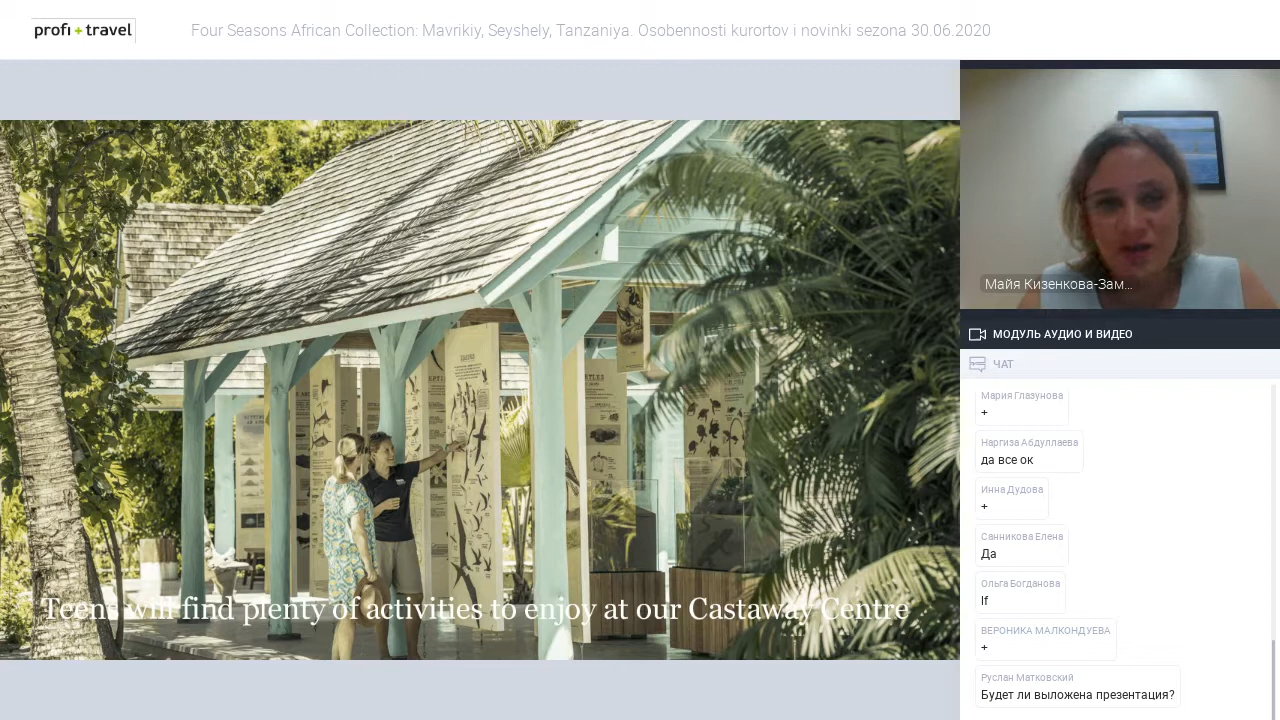 profi + travel
Four Seasons African Collection: Mavrikiy, Seyshely, Tanzaniya. Osobennosti kurortov i novinki sezona 30.06.2020
Teens will find plenty of activities to enjoy at our Castaway Centre
Майя Кизенкова-Зам...
МОДУЛЬ АУДИО И ВИДЕО
ЧАТ
Мария Глазунова
+
Наргиза Абдуллаева
да все ок
Инна Дудова
+
Санникова Елена
Да
Ольга Богданова
lf
ВЕРОНИКА МАЛКОНДУЕВА
+
Руслан Матковский
Будет ли выложена презентация?